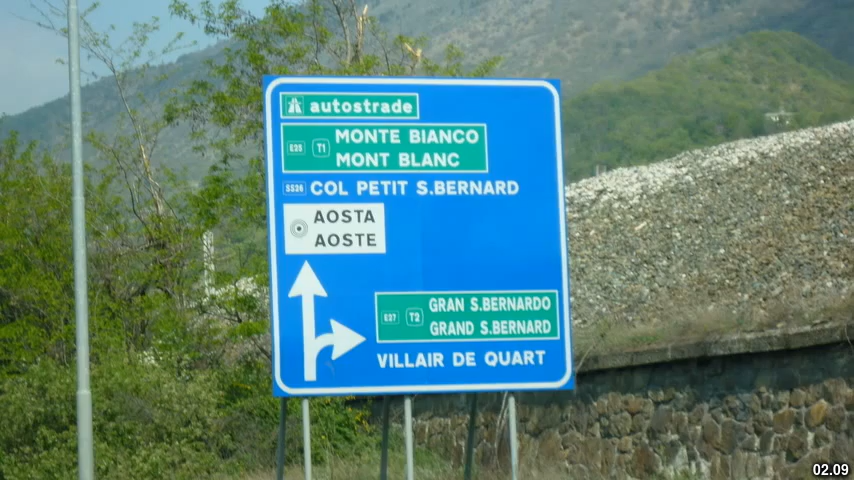 autostrade
E25 T1 MONTE BIANCO
MONT BLANC
SS26 COL PETIT S.BERNARD
AOSTA
AOSTE
E27 T2 GRAN S.BERNARDO
GRAND S.BERNARD
VILLAIR DE QUART
02.09